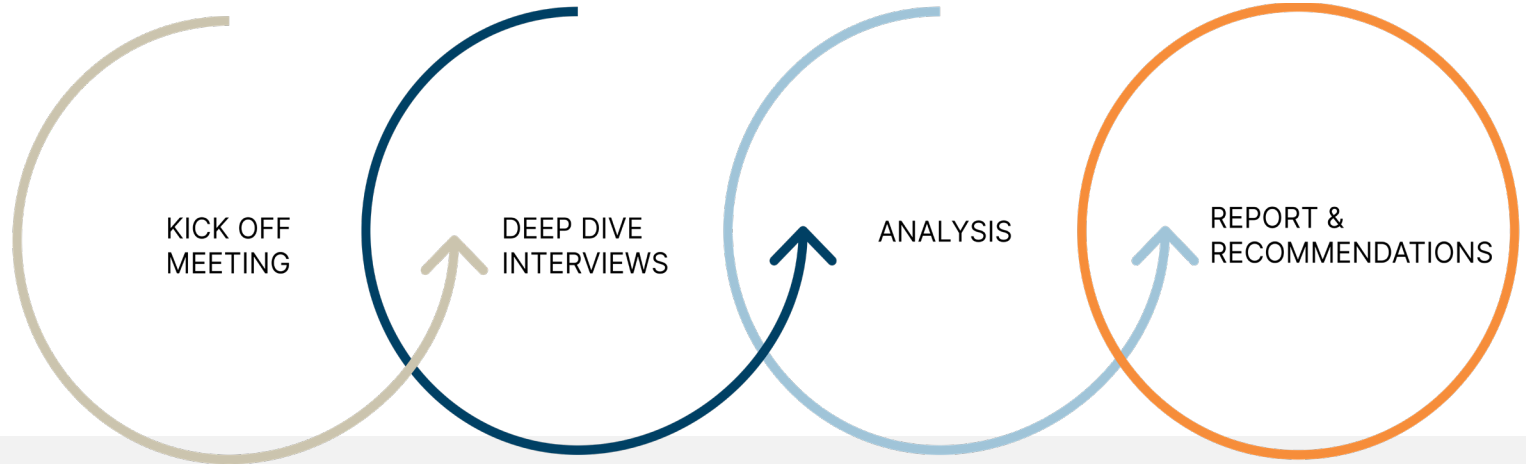 KICK OFF
MEETING
DEEP DIVE
INTERVIEWS
ANALYSIS
REPORT &
RECOMMENDATIONS